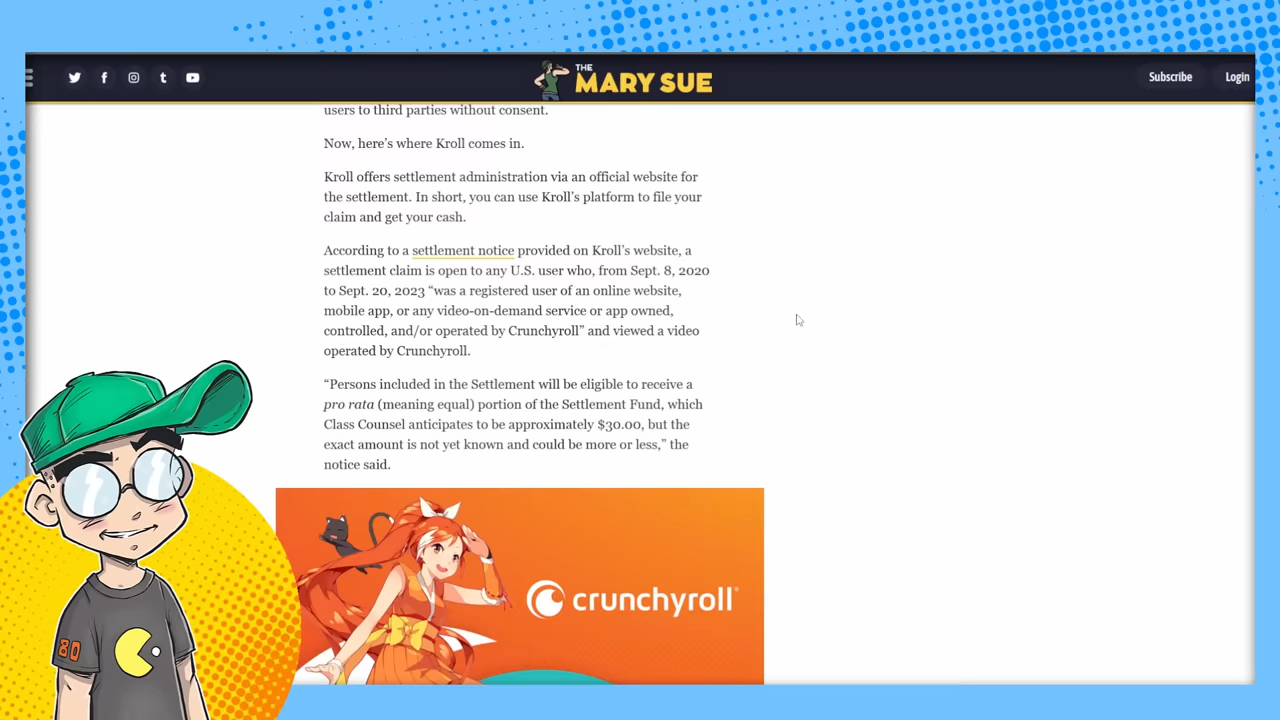 THE
MARY SUE
Subscribe
Login
users to third parties without consent.
Now, here’s where Kroll comes in.
Kroll offers settlement administration via an official website for
the settlement. In short, you can use Kroll’s platform to file your
claim and get your cash.
According to a settlement notice provided on Kroll’s website, a
settlement claim is open to any U.S. user who, from Sept. 8, 2020
to Sept. 20, 2023 “was a registered user of an online website,
mobile app, or any video-on-demand service or app owned,
controlled, and/or operated by Crunchyroll” and viewed a video
operated by Crunchyroll.
“Persons included in the Settlement will be eligible to receive a
pro rata (meaning equal) portion of the Settlement Fund, which
Class Counsel anticipates to be approximately $30.00, but the
exact amount is not yet known and could be more or less,” the
notice said.
crunchyroll
80